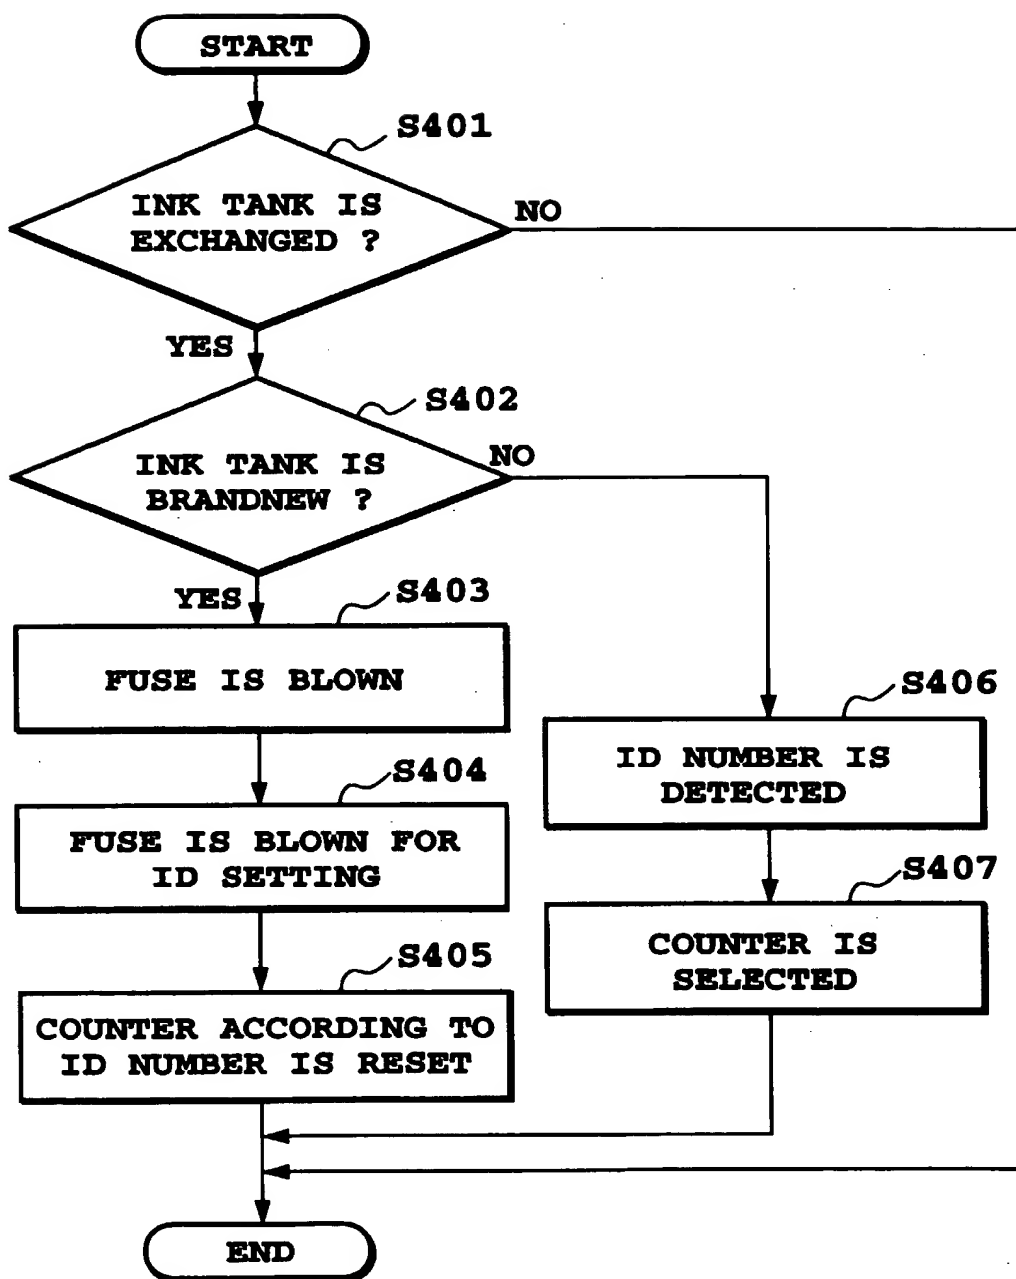 START
S401
INK TANK IS
EXCHANGED ?
NO
YES
S402
INK TANK IS
BRANDNEW ?
NO
YES
S403
FUSE IS BLOWN
S404
FUSE IS BLOWN FOR
ID SETTING
S405
COUNTER ACCORDING TO
ID NUMBER IS RESET
S406
ID NUMBER IS
DETECTED
S407
COUNTER IS
SELECTED
END